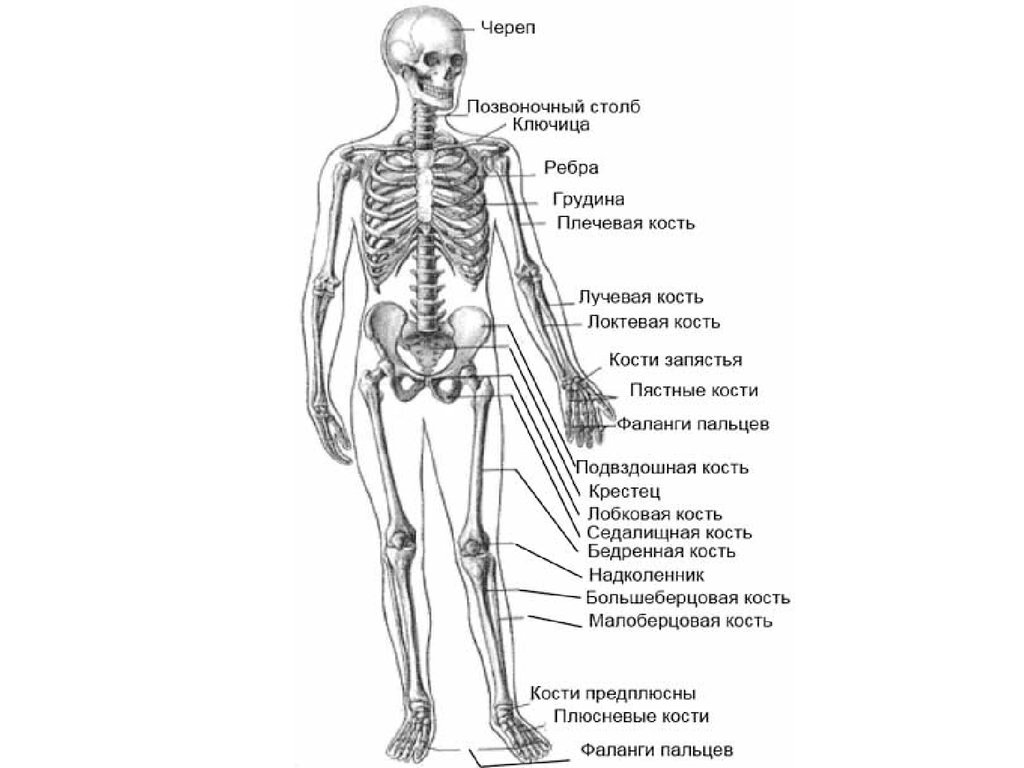 Череп
Позвоночный столб
Ключица
Ребра
Грудина
Плечевая кость
Лучевая кость
Локтевая кость
Кости запястья
Пястные кости
Фаланги пальцев
Подвздошная кость
Крестец
Лобковая кость
Седалищная кость
Бедренная кость
Надколенник
Большеберцовая кость
Малоберцовая кость
Кости предплюсны
Плюсневые кости
Фаланги пальцев